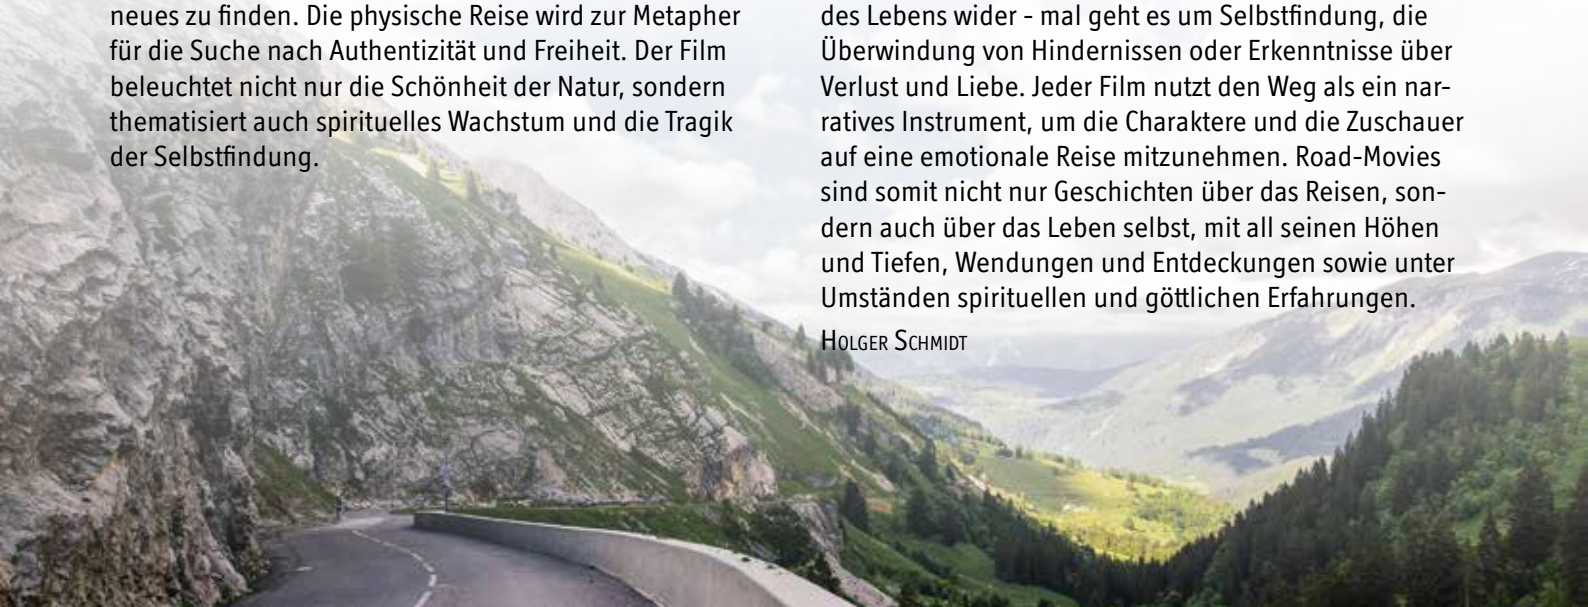 neues zu finden. Die physische Reise wird zur Metapher
für die Suche nach Authentizität und Freiheit. Der Film
beleuchtet nicht nur die Schönheit der Natur, sondern
thematisiert auch spirituelles Wachstum und die Tragik
der Selbstfindung.
des Lebens wider - mal geht es um Selbstfindung, die
Überwindung von Hindernissen oder Erkenntnisse über
Verlust und Liebe. Jeder Film nutzt den Weg als ein nar-
ratives Instrument, um die Charaktere und die Zuschauer
auf eine emotionale Reise mitzunehmen. Road-Movies
sind somit nicht nur Geschichten über das Reisen, son-
dern auch über das Leben selbst, mit all seinen Höhen
und Tiefen, Wendungen und Entdeckungen sowie unter
Umständen spirituellen und göttlichen Erfahrungen.
Holger Schmidt